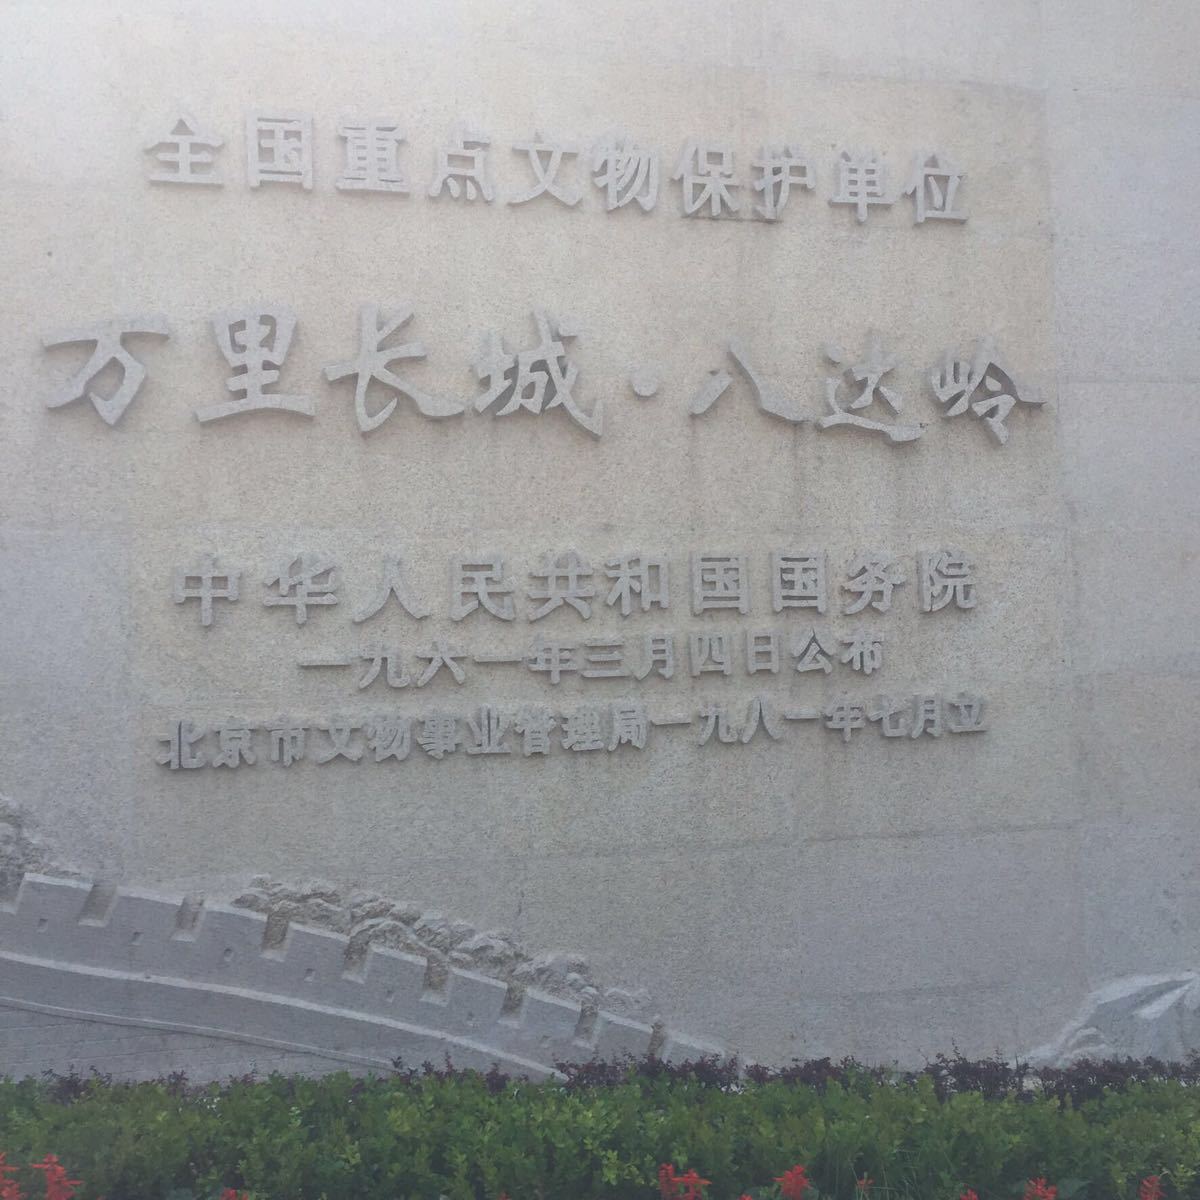 全国重点文物保护单位
万里长城·八达岭
中华人民共和国国务院
一九六一年三月四日公布
北京市文物事业管理局一九八一年七月立